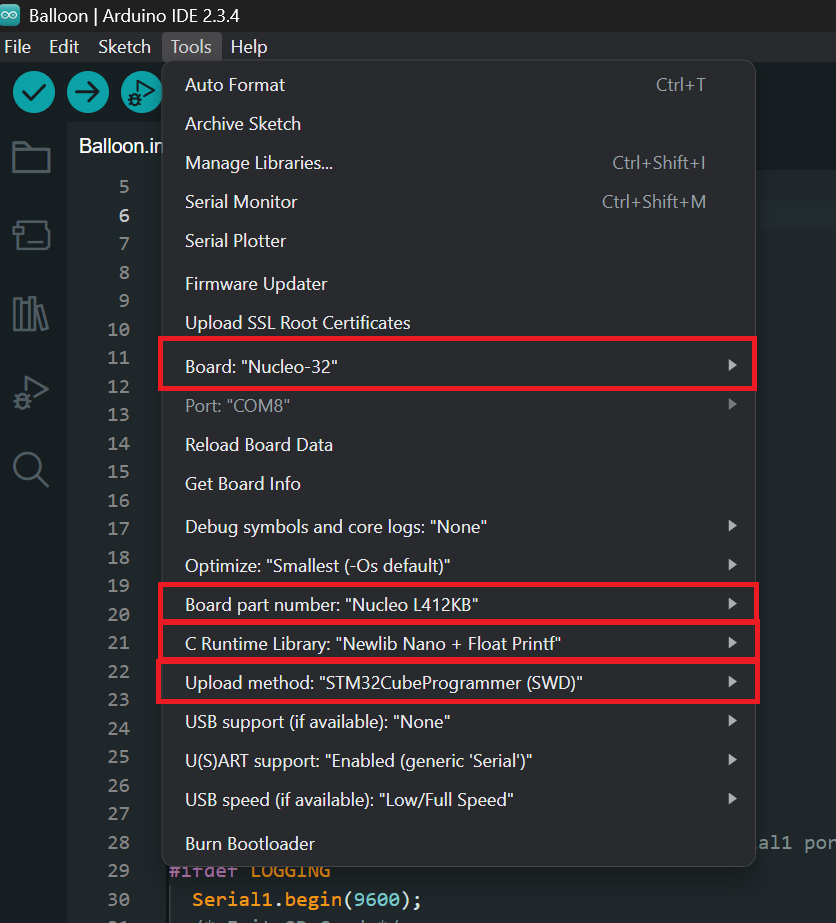 Balloon | Arduino IDE 2.3.4
File Edit Sketch Tools Help
Auto Format Ctrl+T
Archive Sketch
Balloon.in
Manage Libraries... Ctrl+Shift+I
5
Serial Monitor Ctrl+Shift+M
6
Serial Plotter
7
8
Firmware Updater
9
Upload SSL Root Certificates
10
11
Board: "Nucleo-32"
12
Port: "COM8"
13
Reload Board Data
14
15
Get Board Info
16
Debug symbols and core logs: "None"
17
18
Optimize: "Smallest (-Os default)"
19
Board part number: "Nucleo L412KB"
20
21
C Runtime Library: "Newlib Nano + Float Printf"
22
Upload method: "STM32CubeProgrammer (SWD)"
23
USB support (if available): "None"
24
25
U(S)ART support: "Enabled (generic 'Serial')"
26
USB speed (if available): "Low/Full Speed"
27
28
Burn Bootloader
al1 por
29 #ifdef LOGGING
30 Serial1.begin(9600);